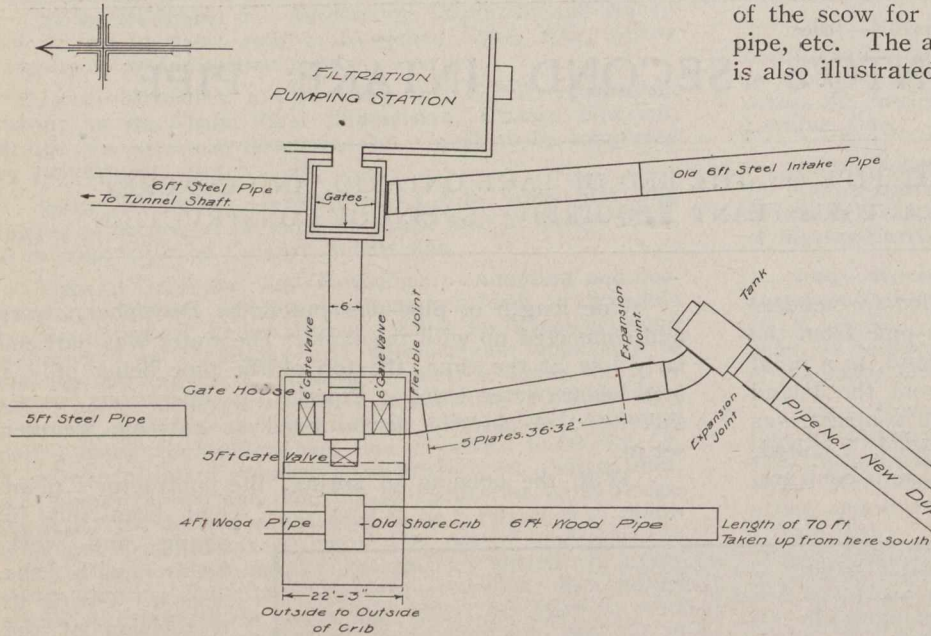 of the scow for
pipe, etc. The a
is also illustrated
FILTRATION
PUMPING STATION
6Ft Steel Pipe
To Tunnel Shaft.
Gates
Old 6ft Steel Intake Pipe
6'
6' Gate Valve
6' Gate Valve
Flexible Joint
Expansion
Joint.
Tank
Gate House
5Ft Steel Pipe
5 Plates. 36·32'
Expansion
Joint
Pipe No.1 New Dup
5Ft Gate Valve
4Ft Wood Pipe
Old Shore Crib
6Ft Wood Pipe
Length of 70 Ft
Taken up from here South
22'-3"
Outside to Outside
of Crib